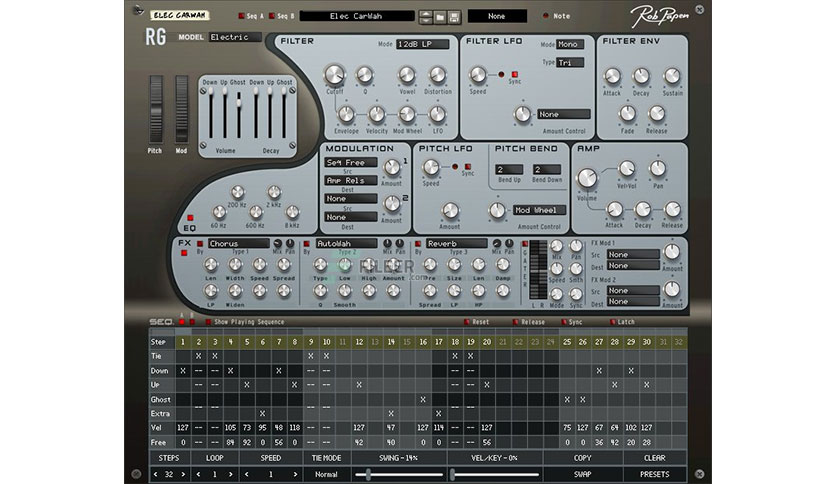 ELEC CARWAH Seq A Seq B Elec CarWah None Note Rob Papen
RG MODEL Electric
FILTER Mode 12dB LP
Cutoff Q Vowel Distortion
Envelope Velocity Mod Wheel LFO
FILTER LFO Mode Mono
Type Tri
Speed Sync
None
Amount Control
FILTER ENV
Attack Decay Sustain
Fade Release
Down Up Ghost Down Up Ghost
Volume Decay
Pitch Mod
MODULATION
Seq Free 1
Src
Amp Rels Amount
Dest
None 2
Src
None Amount
Dest
PITCH LFO
Speed Sync
Amount
PITCH BEND
2 2
Bend Up Bend Down
Mod Wheel
Amount Control
AMP
Volume Vel>Vol Pan
Attack Decay Release
200 Hz 2 kHz
60 Hz 600 Hz 8 kHz
EQ
FX Chorus AutoWah Reverb
By Type 1 Mix Pan By Type 2 Mix Pan By Type 3 Mix Pan
Len Width Speed Spread Type Low High Amount Pre Size Len Damp
LP Widen Q Smooth Spread LP HP
GATER
L R
Mix Pan
Speed Smth
Mode Sync
FX Mod 1
Src None
Dest None
Amount
FX Mod 2
Src None
Dest None
Amount
FILECR
.com
SEQ. A B Show Playing Sequence Reset Release Sync Latch
Step 1 2 3 4 5 6 7 8 9 10 11 12 13 14 15 16 17 18 19 20 21 22 23 24 25 26 27 28 29 30 31 32
Tie X X X X X X
Down X X X X X
Up X X X X X
Ghost X X X
Extra X X X
Vel 127 -- -- 105 73 95 48 118 -- -- 127 47 127 114 -- -- 127 75 127 67 64 102 127
Free 0 -- -- 84 92 0 56 0 -- -- 42 40 0 0 -- -- 56 0 0 36 42 20 28
STEPS LOOP SPEED TIE MODE SWING - 14% VEL/KEY - 0% COPY CLEAR
< 32 > < 1 > < 1 > Normal SWAP PRESETS